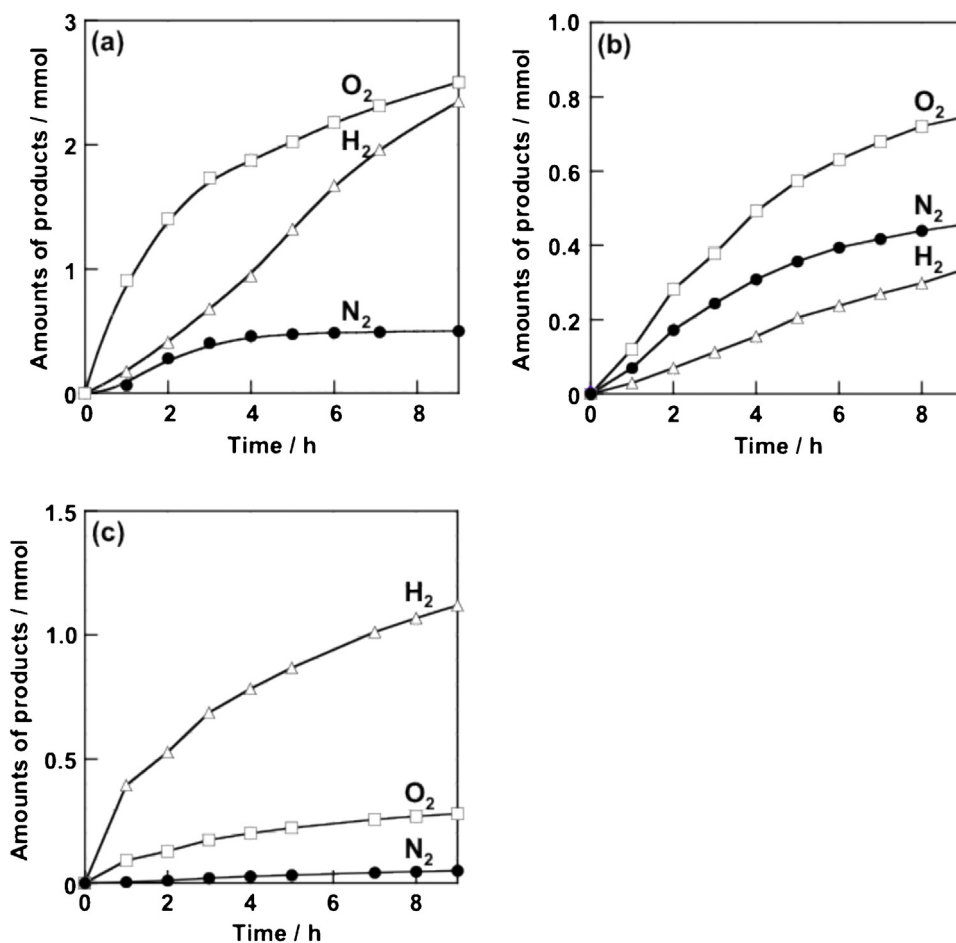 (a)
Amounts of products / mmol
3
2
1
0
O₂
H₂
N₂
0 2 4 6 8
Time / h
(b)
Amounts of products / mmol
1.0
0.8
0.6
0.4
0.2
0
O₂
N₂
H₂
0 2 4 6 8
Time / h
(c)
Amounts of products / mmol
1.5
1.0
0.5
0
H₂
O₂
N₂
0 2 4 6 8
Time / h